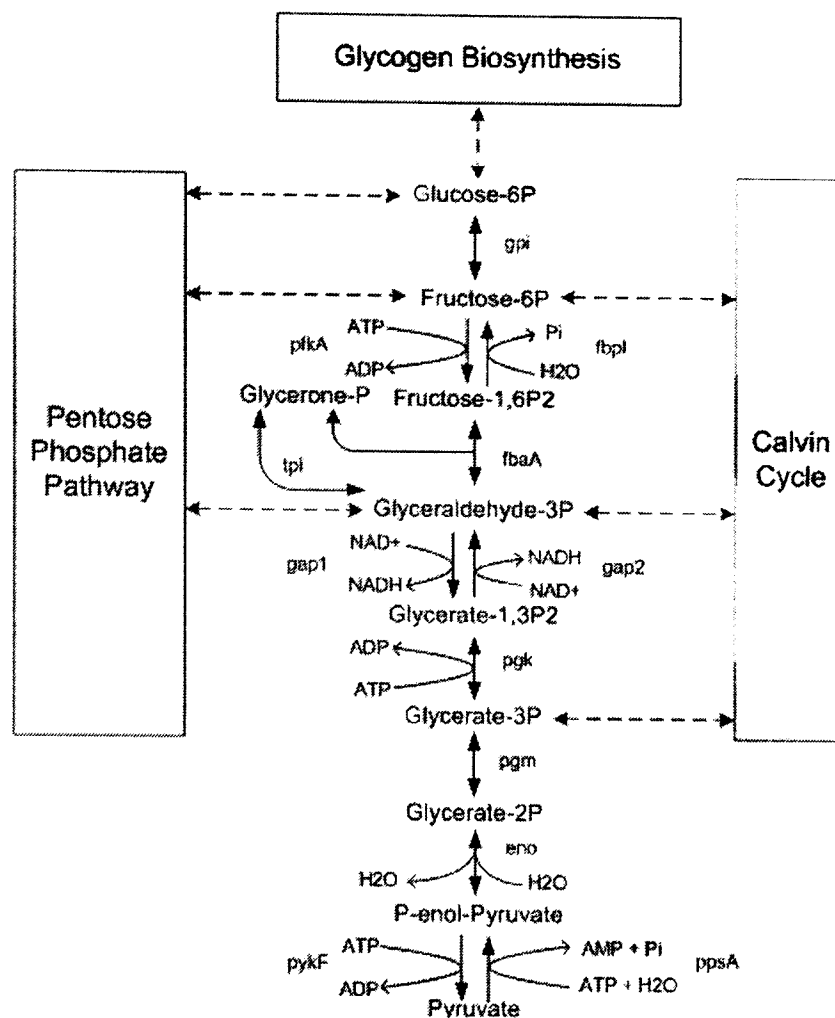 Glycogen Biosynthesis
Glucose-6P
gpi
Fructose-6P
ATP
Pi
pfkA
fbpI
ADP
H2O
Glycerone-P
Fructose-1,6P2
Pentose
Phosphate
Pathway
Calvin
Cycle
tpi
fbaA
Glyceraldehyde-3P
NAD+
NADH
gap1
gap2
NADH
NAD+
Glycerate-1,3P2
ADP
pgk
ATP
Glycerate-3P
pgm
Glycerate-2P
eno
H2O
H2O
P-enol-Pyruvate
ATP
AMP + Pi
pykF
ppsA
ADP
ATP + H2O
Pyruvate